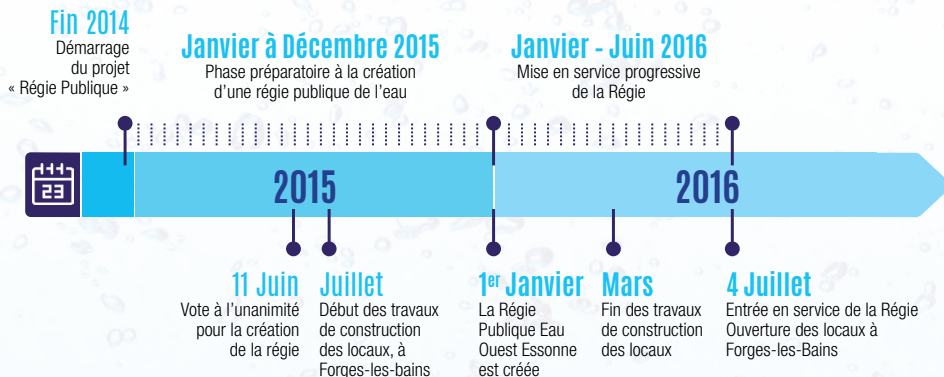 Fin 2014
Démarrage
du projet
« Régie Publique »
Janvier à Décembre 2015
Phase préparatoire à la création
d'une régie publique de l'eau
Janvier - Juin 2016
Mise en service progressive
de la Régie
23
2015
2016
11 Juin
Vote à l'unanimité
pour la création
de la régie
Juillet
Début des travaux
de construction
des locaux, à
Forges-les-bains
1er Janvier
La Régie
Publique Eau
Ouest Essonne
est créée
Mars
Fin des travaux
de construction
des locaux
4 Juillet
Entrée en service de la Régie
Ouverture des locaux à
Forges-les-Bains